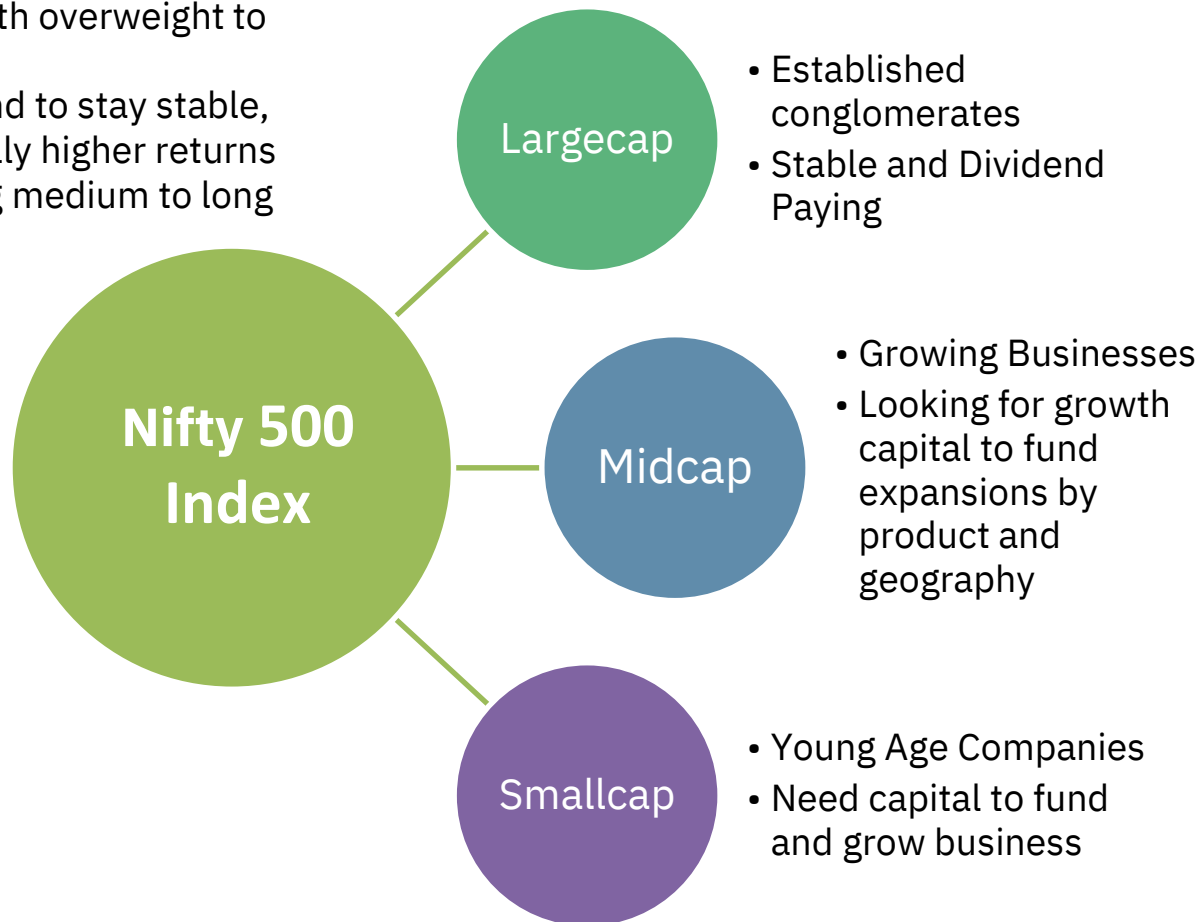 th overweight to
nd to stay stable,
lly higher returns
g medium to long
Largecap
• Established
conglomerates
• Stable and Dividend
Paying
Nifty 500
Index
Midcap
• Growing Businesses
• Looking for growth
capital to fund
expansions by
product and
geography
Smallcap
• Young Age Companies
• Need capital to fund
and grow business